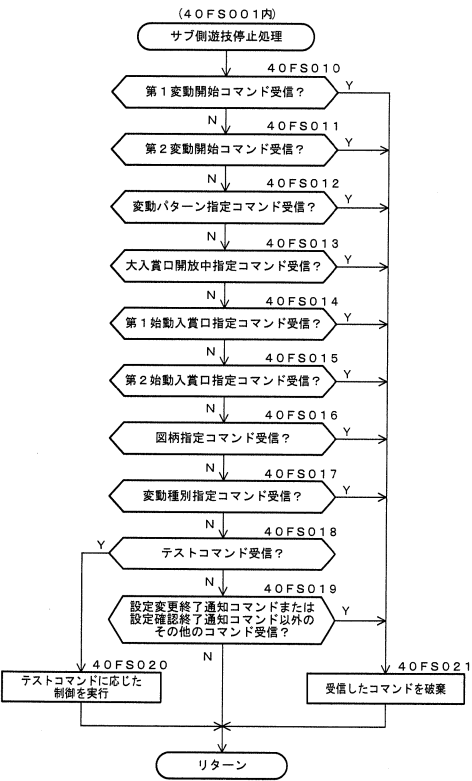 (40FS001内)
サブ側遊技停止処理
40FS010
第1変動開始コマンド受信?
Y
N
40FS011
第2変動開始コマンド受信?
Y
N
40FS012
変動パターン指定コマンド受信?
Y
N
40FS013
大入賞口開放中指定コマンド受信?
Y
N
40FS014
第1始動入賞口指定コマンド受信?
Y
N
40FS015
第2始動入賞口指定コマンド受信?
Y
N
40FS016
図柄指定コマンド受信?
Y
N
40FS017
変動種別指定コマンド受信?
Y
N
40FS018
Y
テストコマンド受信?
N
40FS019
設定変更終了通知コマンドまたは
設定確認終了通知コマンド以外の
その他のコマンド受信?
Y
N
40FS020
テストコマンドに応じた
制御を実行
40FS021
受信したコマンドを破棄
リターン